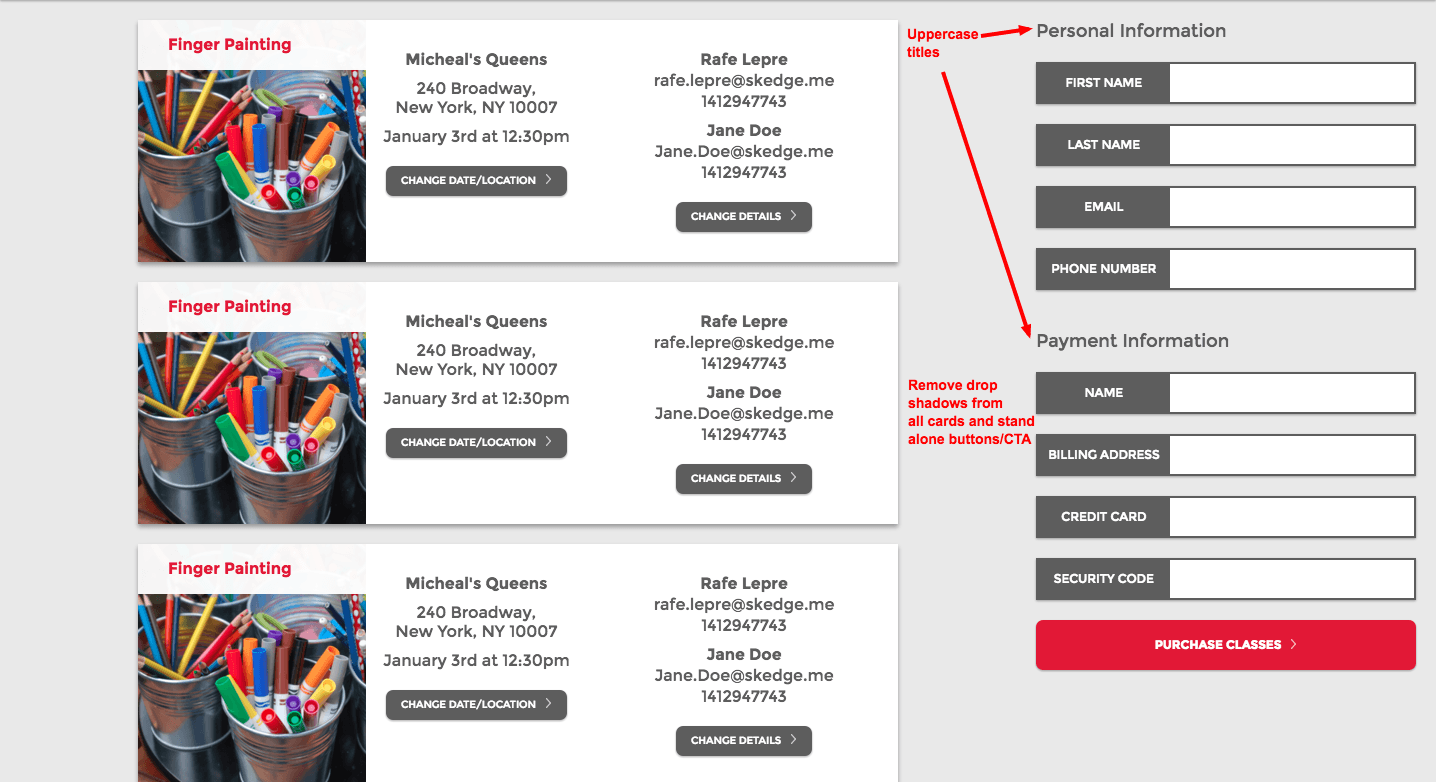 Finger Painting
Micheal's Queens
240 Broadway,
New York, NY 10007
January 3rd at 12:30pm
CHANGE DATE/LOCATION
Rafe Lepre
rafe.lepre@skedge.me
1412947743
Jane Doe
Jane.Doe@skedge.me
1412947743
CHANGE DETAILS
Finger Painting
Micheal's Queens
240 Broadway,
New York, NY 10007
January 3rd at 12:30pm
CHANGE DATE/LOCATION
Rafe Lepre
rafe.lepre@skedge.me
1412947743
Jane Doe
Jane.Doe@skedge.me
1412947743
CHANGE DETAILS
Finger Painting
Micheal's Queens
240 Broadway,
New York, NY 10007
January 3rd at 12:30pm
CHANGE DATE/LOCATION
Rafe Lepre
rafe.lepre@skedge.me
1412947743
Jane Doe
Jane.Doe@skedge.me
1412947743
CHANGE DETAILS
Uppercase
titles
Remove drop
shadows from
all cards and stand
alone buttons/CTA
Personal Information
FIRST NAME
LAST NAME
EMAIL
PHONE NUMBER
Payment Information
NAME
BILLING ADDRESS
CREDIT CARD
SECURITY CODE
PURCHASE CLASSES